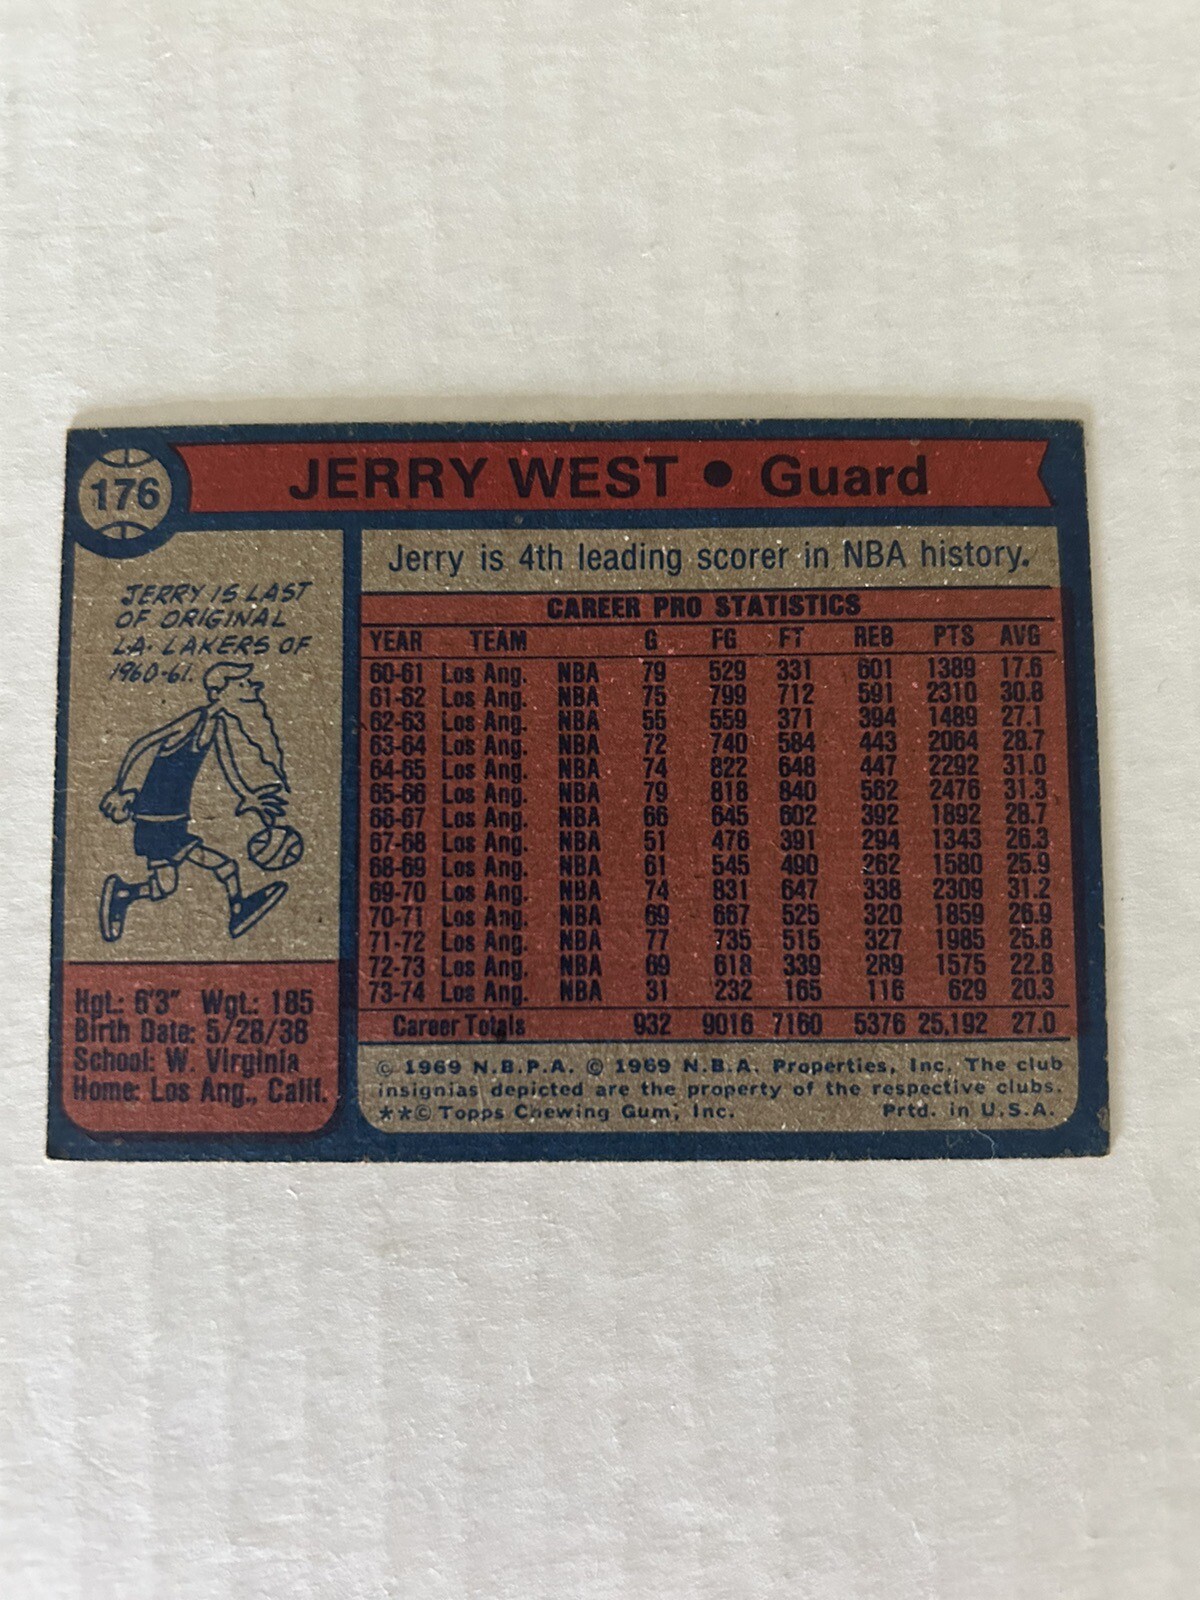 176
JERRY WEST • Guard
JERRY IS LAST
OF ORIGINAL
L.A. LAKERS OF
1960-61.
Hgt.: 6'3" Wgt.: 185
Birth Date: 5/28/38
School: W. Virginia
Home: Los Ang., Calif.
Jerry is 4th leading scorer in NBA history.
CAREER PRO STATISTICS
YEAR TEAM G FG FT REB PTS AVG
60-61 Los Ang. NBA 79 529 331 601 1389 17.6
61-62 Los Ang. NBA 75 799 712 591 2310 30.8
62-63 Los Ang. NBA 55 559 371 394 1489 27.1
63-64 Los Ang. NBA 72 740 584 443 2064 28.7
64-65 Los Ang. NBA 74 822 648 447 2292 31.0
65-66 Los Ang. NBA 79 818 840 562 2476 31.3
66-67 Los Ang. NBA 66 645 602 392 1892 28.7
67-68 Los Ang. NBA 51 476 391 294 1343 26.3
68-69 Los Ang. NBA 61 545 490 262 1580 25.9
69-70 Los Ang. NBA 74 831 647 338 2309 31.2
70-71 Los Ang. NBA 69 667 525 320 1859 26.9
71-72 Los Ang. NBA 77 735 515 327 1985 25.8
72-73 Los Ang. NBA 69 618 339 289 1575 22.8
73-74 Los Ang. NBA 31 232 165 116 629 20.3
Career Totals 932 9016 7160 5376 25,192 27.0
© 1969 N.B.P.A. © 1969 N.B.A. Properties, Inc. The club
insignias depicted are the property of the respective clubs.
**© Topps Chewing Gum, Inc. Prtd. in U.S.A.